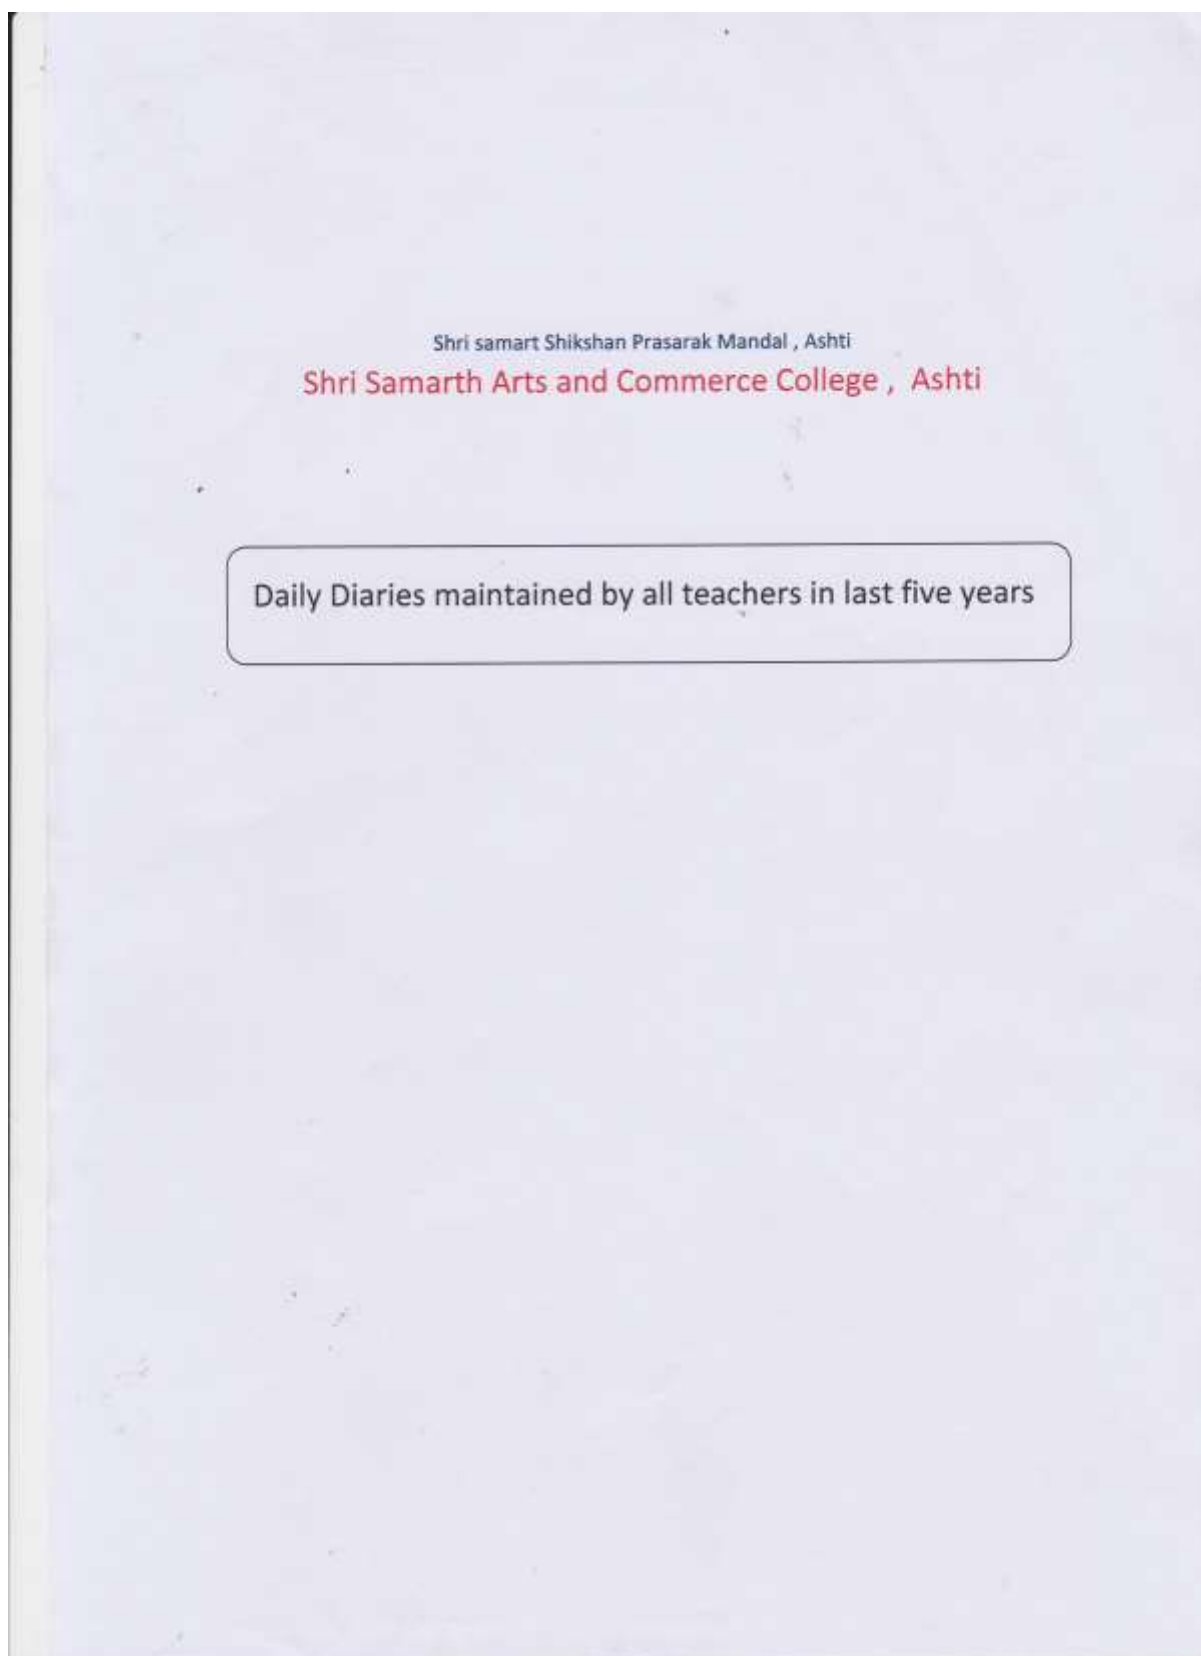 Shri samart Shikshan Prasarak Mandal , Ashti
Shri Samarth Arts and Commerce College , Ashti
Daily Diaries maintained by all teachers in last five years